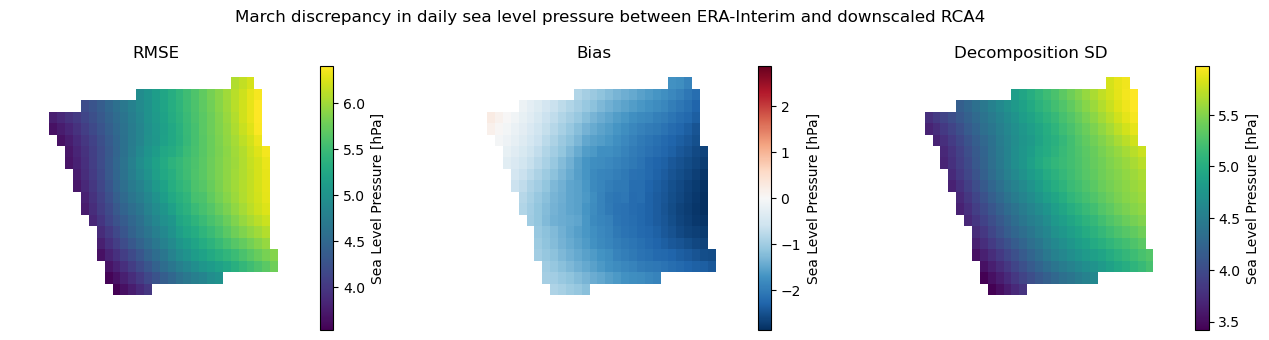 March discrepancy in daily sea level pressure between ERA-Interim and downscaled RCA4
RMSE
6.0
5.5
5.0
4.5
4.0
Sea Level Pressure [hPa]
Bias
2
1
0
−1
−2
Sea Level Pressure [hPa]
Decomposition SD
5.5
5.0
4.5
4.0
3.5
Sea Level Pressure [hPa]